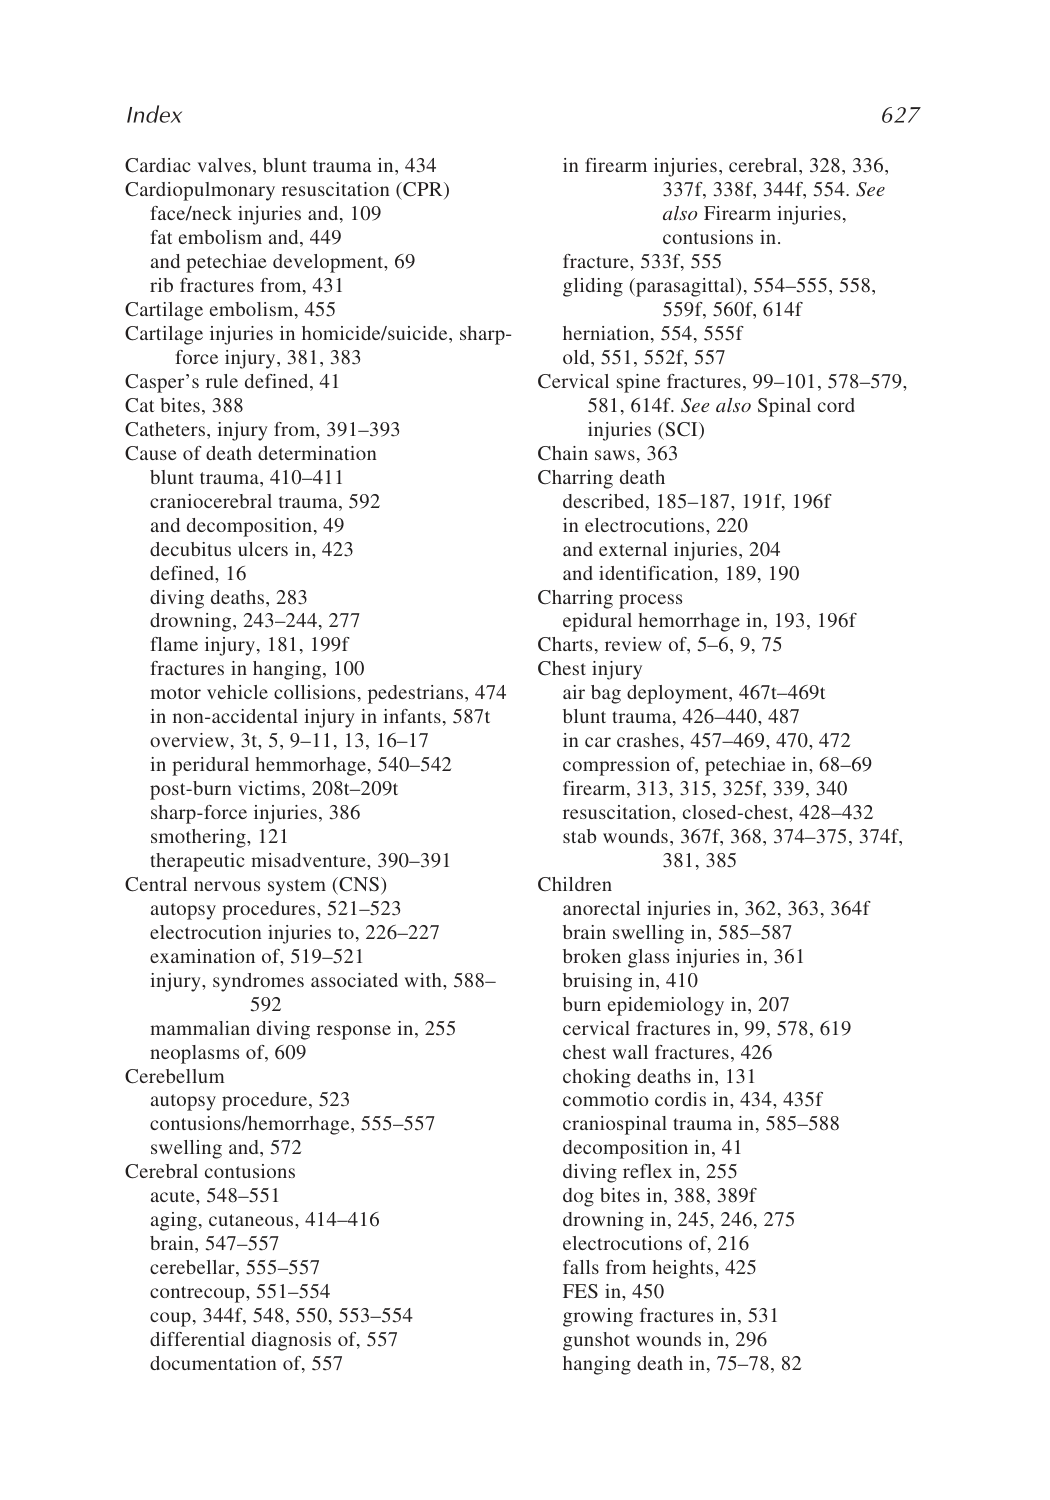 Index
627
Cardiac valves, blunt trauma in, 434
Cardiopulmonary resuscitation (CPR)
face/neck injuries and, 109
fat embolism and, 449
and petechiae development, 69
rib fractures from, 431
Cartilage embolism, 455
Cartilage injuries in homicide/suicide, sharp-
force injury, 381, 383
Casper's rule defined, 41
Cat bites, 388
Catheters, injury from, 391–393
Cause of death determination
blunt trauma, 410–411
craniocerebral trauma, 592
and decomposition, 49
decubitus ulcers in, 423
defined, 16
diving deaths, 283
drowning, 243–244, 277
flame injury, 181, 199f
fractures in hanging, 100
motor vehicle collisions, pedestrians, 474
in non-accidental injury in infants, 587t
overview, 3t, 5, 9–11, 13, 16–17
in peridural hemmorhage, 540–542
post-burn victims, 208t–209t
sharp-force injuries, 386
smothering, 121
therapeutic misadventure, 390–391
Central nervous system (CNS)
autopsy procedures, 521–523
electrocution injuries to, 226–227
examination of, 519–521
injury, syndromes associated with, 588–
592
mammalian diving response in, 255
neoplasms of, 609
Cerebellum
autopsy procedure, 523
contusions/hemorrhage, 555–557
swelling and, 572
Cerebral contusions
acute, 548–551
aging, cutaneous, 414–416
brain, 547–557
cerebellar, 555–557
contrecoup, 551–554
coup, 344f, 548, 550, 553–554
differential diagnosis of, 557
documentation of, 557
in firearm injuries, cerebral, 328, 336,
337f, 338f, 344f, 554. See
also Firearm injuries,
contusions in.
fracture, 533f, 555
gliding (parasagittal), 554–555, 558,
559f, 560f, 614f
herniation, 554, 555f
old, 551, 552f, 557
Cervical spine fractures, 99–101, 578–579,
581, 614f. See also Spinal cord
injuries (SCI)
Chain saws, 363
Charring death
described, 185–187, 191f, 196f
in electrocutions, 220
and external injuries, 204
and identification, 189, 190
Charring process
epidural hemorrhage in, 193, 196f
Charts, review of, 5–6, 9, 75
Chest injury
air bag deployment, 467t–469t
blunt trauma, 426–440, 487
in car crashes, 457–469, 470, 472
compression of, petechiae in, 68–69
firearm, 313, 315, 325f, 339, 340
resuscitation, closed-chest, 428–432
stab wounds, 367f, 368, 374–375, 374f,
381, 385
Children
anorectal injuries in, 362, 363, 364f
brain swelling in, 585–587
broken glass injuries in, 361
bruising in, 410
burn epidemiology in, 207
cervical fractures in, 99, 578, 619
chest wall fractures, 426
choking deaths in, 131
commotio cordis in, 434, 435f
craniospinal trauma in, 585–588
decomposition in, 41
diving reflex in, 255
dog bites in, 388, 389f
drowning in, 245, 246, 275
electrocutions of, 216
falls from heights, 425
FES in, 450
growing fractures in, 531
gunshot wounds in, 296
hanging death in, 75–78, 82